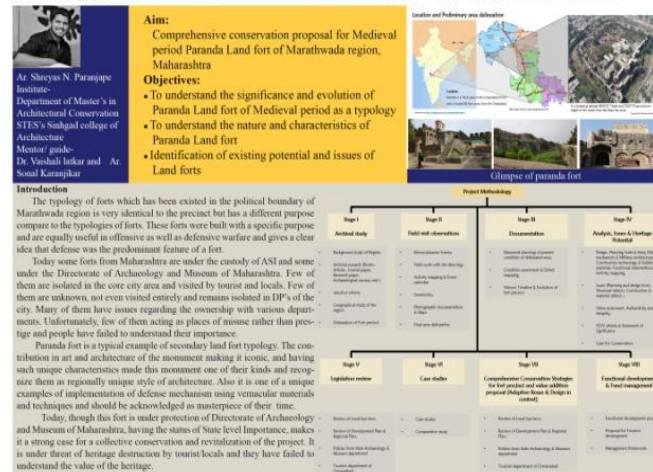 Ar. Shreyas N. Paranjape
Institute-
Department of Master's in
Architectural Conservation
STES's Sinhgad college of
Architecture
Mentor/ guide-
Dr. Vaishali latkar and Ar.
Sonal Karanjikar
Aim:
Comprehensive conservation proposal for Medieval
period Paranda Land fort of Marathwada region,
Maharashtra
Objectives:
• To understand the significance and evolution of
Paranda Land fort of Medieval period as a typology
• To understand the nature and characteristics of
Paranda Land fort
• Identification of existing potential and issues of
Land forts
Location and Preliminary area delineation
Glimpse of paranda fort
Introduction
The typology of forts which has been existed in the political boundary of
Marathwada region is very identical to the precinct but has a different purpose
compare to the typologies of forts. These forts were built with a specific purpose
and are equally useful in offensive as well as defensive warfare and gives a clear
idea that defense was the predominant feature of a fort.
Today some forts from Maharashtra are under the custody of ASI and some
under the Directorate of Archaeology and Museum of Maharashtra. Few of
them are isolated in the core city area and visited by tourist and locals. Few of
them are unknown, not even visited entirely and remains isolated in DP's of the
city. Many of them have issues regarding the ownership with various depart-
ments. Unfortunately, few of them acting as places of misuse rather than pres-
tige and people have failed to understand their importance.
Paranda fort is a typical example of secondary land fort typology. The con-
tribution in art and architecture of the monument making it iconic, and having
such unique characteristics made this monument one of their kinds and recog-
nize them as regionally unique style of architecture. Also it is one of a unique
examples of implementation of defense mechanism using vernacular materials
and techniques and should be acknowledged as masterpiece of their time.
Today, though this fort is under protection of Directorate of Archaeology
and Museum of Maharashtra, having the status of State level Importance, makes
it a strong case for a collective conservation and revitalization of the project. It
is under threat of heritage destruction by tourist/locals and they have failed to
understand the value of the heritage.
Project Methodology
Stage I
Archival study
Stage II
Field visit observations
Stage III
Documentation
Stage IV
Analysis, Issues & Heritage
Potential
Stage V
Legislation review
Stage VI
Case studies
- Case studies
- Comparative study
Stage VII
Comprehensive Conservation Strategies
for fort precinct and value addition
proposal (Adaptive Reuse & Design in
context)
Stage VIII
Functional development
& Fund management